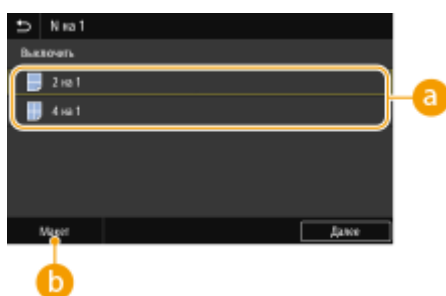 N на 1
Выключить
2 на 1
4 на 1
a
Макет
Далее
b